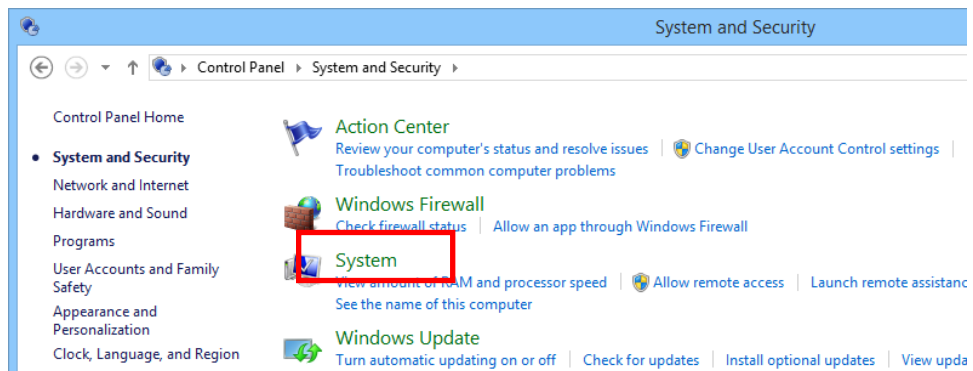 System and Security
Control Panel System and Security
Control Panel Home
System and Security
Network and Internet
Hardware and Sound
Programs
User Accounts and Family
Safety
Appearance and
Personalization
Clock, Language, and Region
Action Center
Review your computer's status and resolve issues Change User Account Control settings
Troubleshoot common computer problems
Windows Firewall
Check firewall status Allow an app through Windows Firewall
System
View amount of RAM and processor speed Allow remote access Launch remote
See the name of this computer
Windows Update
Turn automatic updating on or off Check for updates Install optional updates View